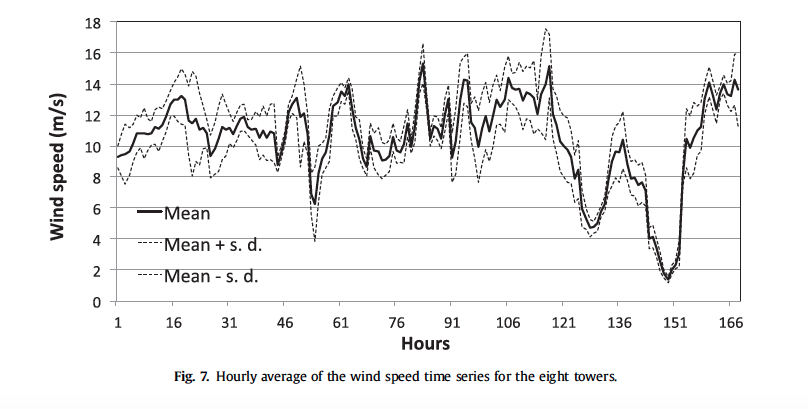 18
16
14
12
10
8
6
4
2
0
Wind speed (m/s)
Mean
Mean + s. d.
Mean - s. d.
1 16 31 46 61 76 91 106 121 136 151 166
Hours
Fig. 7. Hourly average of the wind speed time series for the eight towers.